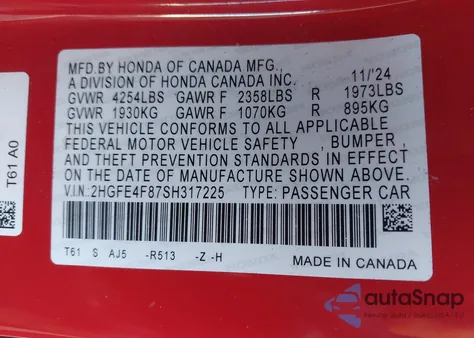 MFD.BY HONDA OF CANADA MFG.,
A DIVISION OF HONDA CANADA INC. 11/'24
GVWR 4254LBS GAWR F 2358LBS R 1973LBS
GVWR 1930KG GAWR F 1070KG R 895KG
THIS VEHICLE CONFORMS TO ALL APPLICABLE
FEDERAL MOTOR VEHICLE SAFETY , BUMPER ,
AND THEFT PREVENTION STANDARDS IN EFFECT
ON THE DATE OF MANUFACTURE SHOWN ABOVE.
V.I.N: 2HGFE4F87SH317225 TYPE: PASSENGER CAR
T61 S AJ5 -R513 -Z -H
MADE IN CANADA
T61 A0
autoSnap